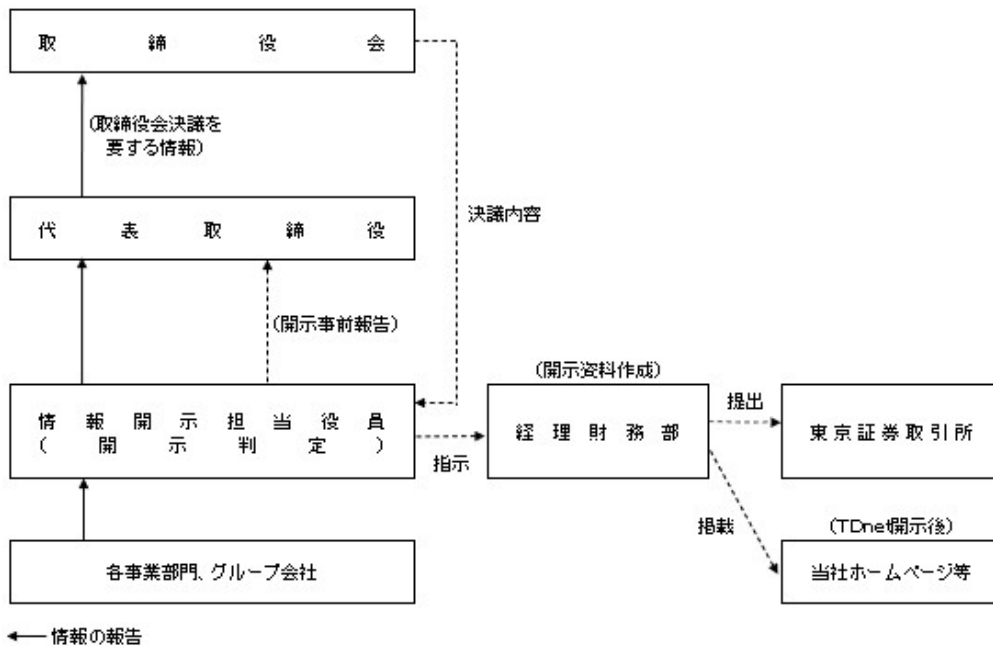 取締役会
(取締役会決議を
要する情報)
代表取締役
決議内容
(開示事前報告)
(開示資料作成)
情報開示担当役員
(開示判定)
指示
経理財務部
提出
東京証券取引所
掲載
(TDnet開示後)
当社ホームページ等
各事業部門、グループ会社
情報の報告